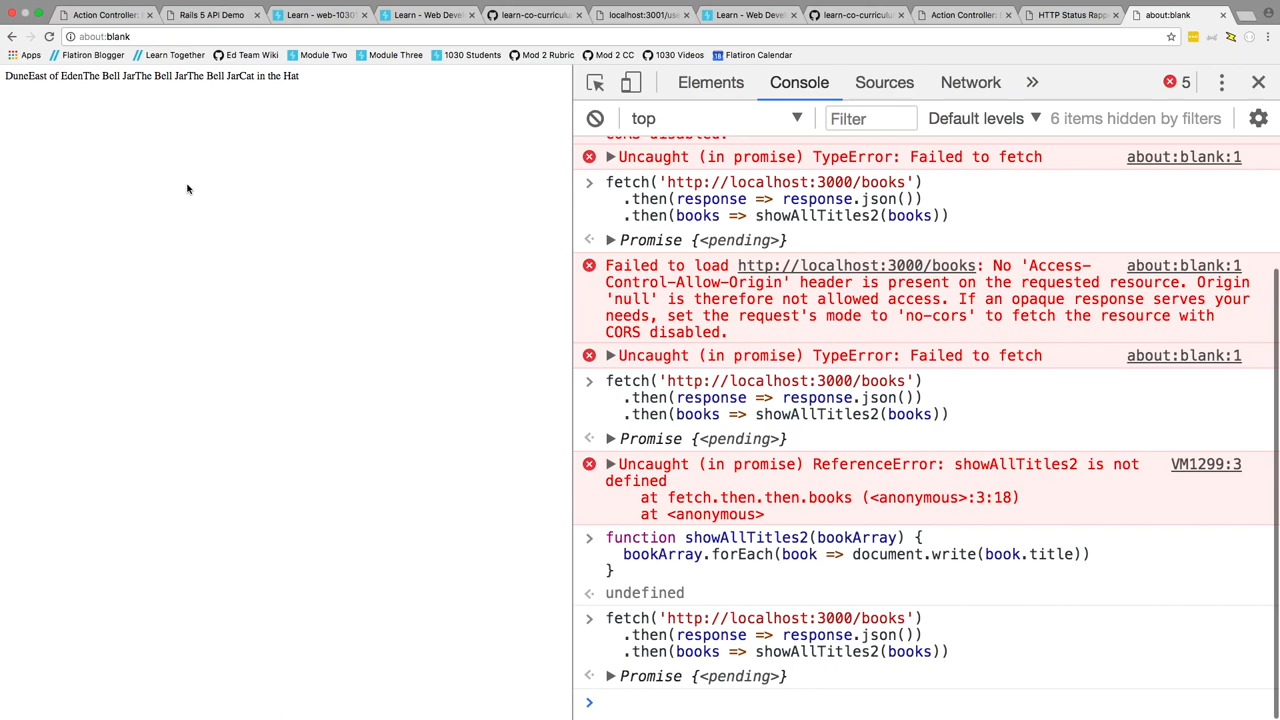 Action Controller: E
Rails 5 API Demo
Learn - web-10301
Learn - Web Deve
learn-co-curriculu
localhost:3001/use
Learn - Web Deve
learn-co-curriculu
Action Controller: E
HTTP Status Rapp
about:blank
about:blank
Apps
Flatiron Blogger
Learn Together
Ed Team Wiki
Module Two
Module Three
1030 Students
Mod 2 Rubric
Mod 2 CC
1030 Videos
Flatiron Calendar
DuneEast of EdenThe Bell JarThe Bell JarThe Bell JarCat in the Hat
Elements Console Sources Network » 5
top Filter Default levels ▼ 6 items hidden by filters
CORS disabled.
Uncaught (in promise) TypeError: Failed to fetch about:blank:1
fetch('http://localhost:3000/books')
.then(response => response.json())
.then(books => showAllTitles2(books))
Promise {<pending>}
Failed to load http://localhost:3000/books: No 'Access- about:blank:1
Control-Allow-Origin' header is present on the requested resource. Origin
'null' is therefore not allowed access. If an opaque response serves your
needs, set the request's mode to 'no-cors' to fetch the resource with
CORS disabled.
Uncaught (in promise) TypeError: Failed to fetch about:blank:1
fetch('http://localhost:3000/books')
.then(response => response.json())
.then(books => showAllTitles2(books))
Promise {<pending>}
Uncaught (in promise) ReferenceError: showAllTitles2 is not VM1299:3
defined
at fetch.then.then.books (<anonymous>:3:18)
at <anonymous>
function showAllTitles2(bookArray) {
bookArray.forEach(book => document.write(book.title))
}
undefined
fetch('http://localhost:3000/books')
.then(response => response.json())
.then(books => showAllTitles2(books))
Promise {<pending>}